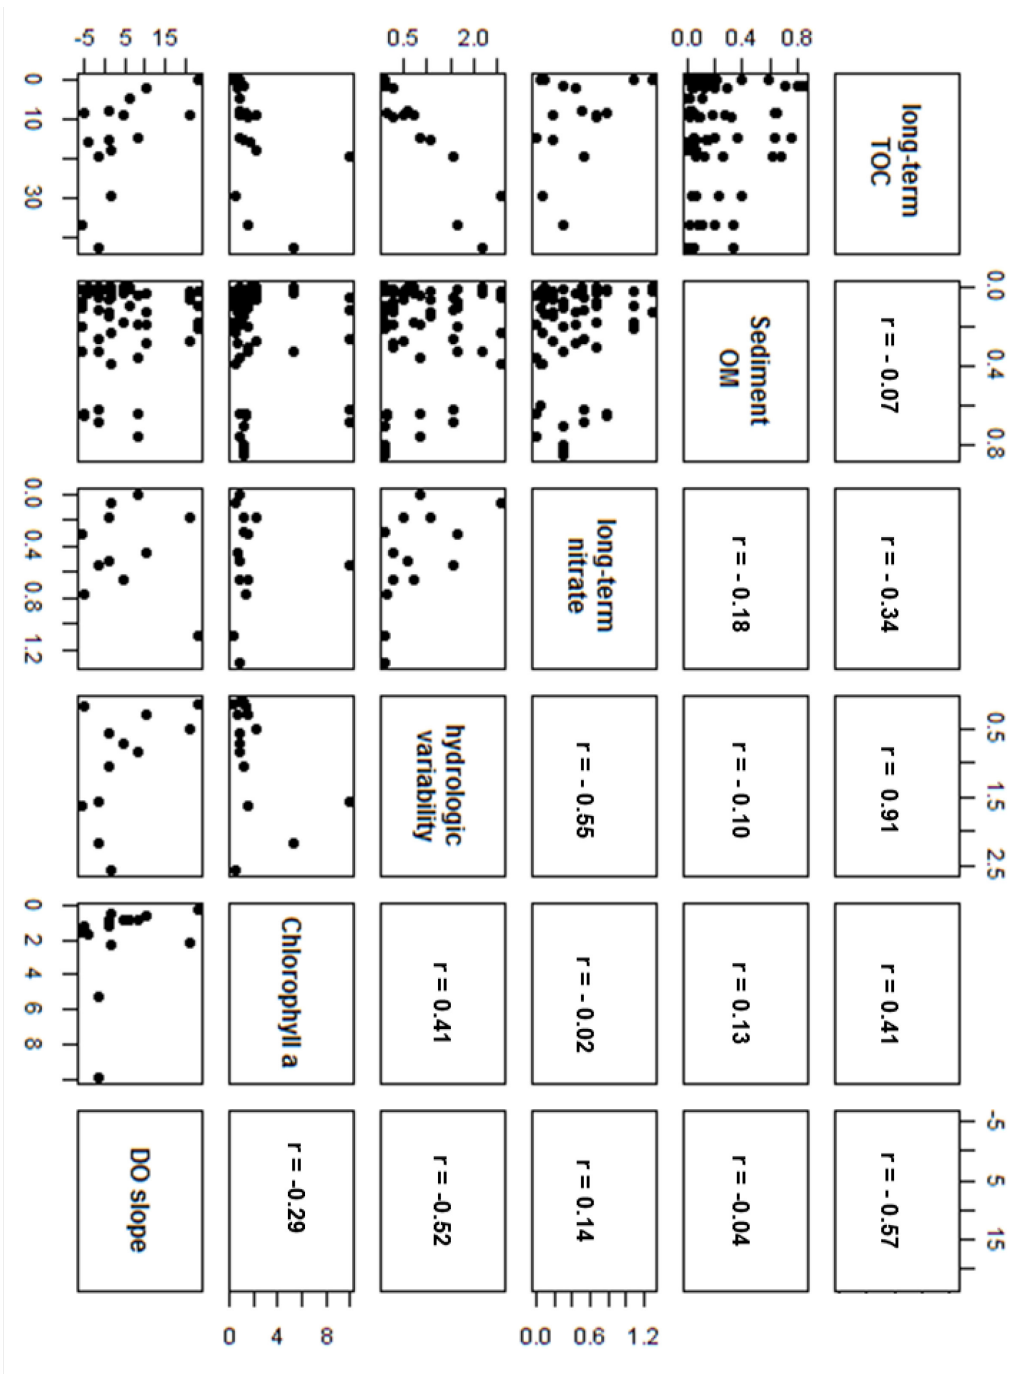 0.0 0.4 0.8
0.5 1.5 2.5
-5 5 15
long-term
TOC
r = - 0.07
r = - 0.34
r = 0.91
r = 0.41
r = - 0.57
0.0 0.4 0.8
Sediment
OM
r = - 0.18
r = - 0.10
r = 0.13
r = -0.04
long-term
nitrate
r = - 0.55
r = - 0.02
r = 0.14
0.0 0.6 1.2
0.5 2.0
hydrologic
variability
r = 0.41
r = -0.52
Chlorophyll a
r = -0.29
0 4 8
-5 5 15
DO slope
0 10 30
0.0 0.4 0.8 1.2
0 2 4 6 8